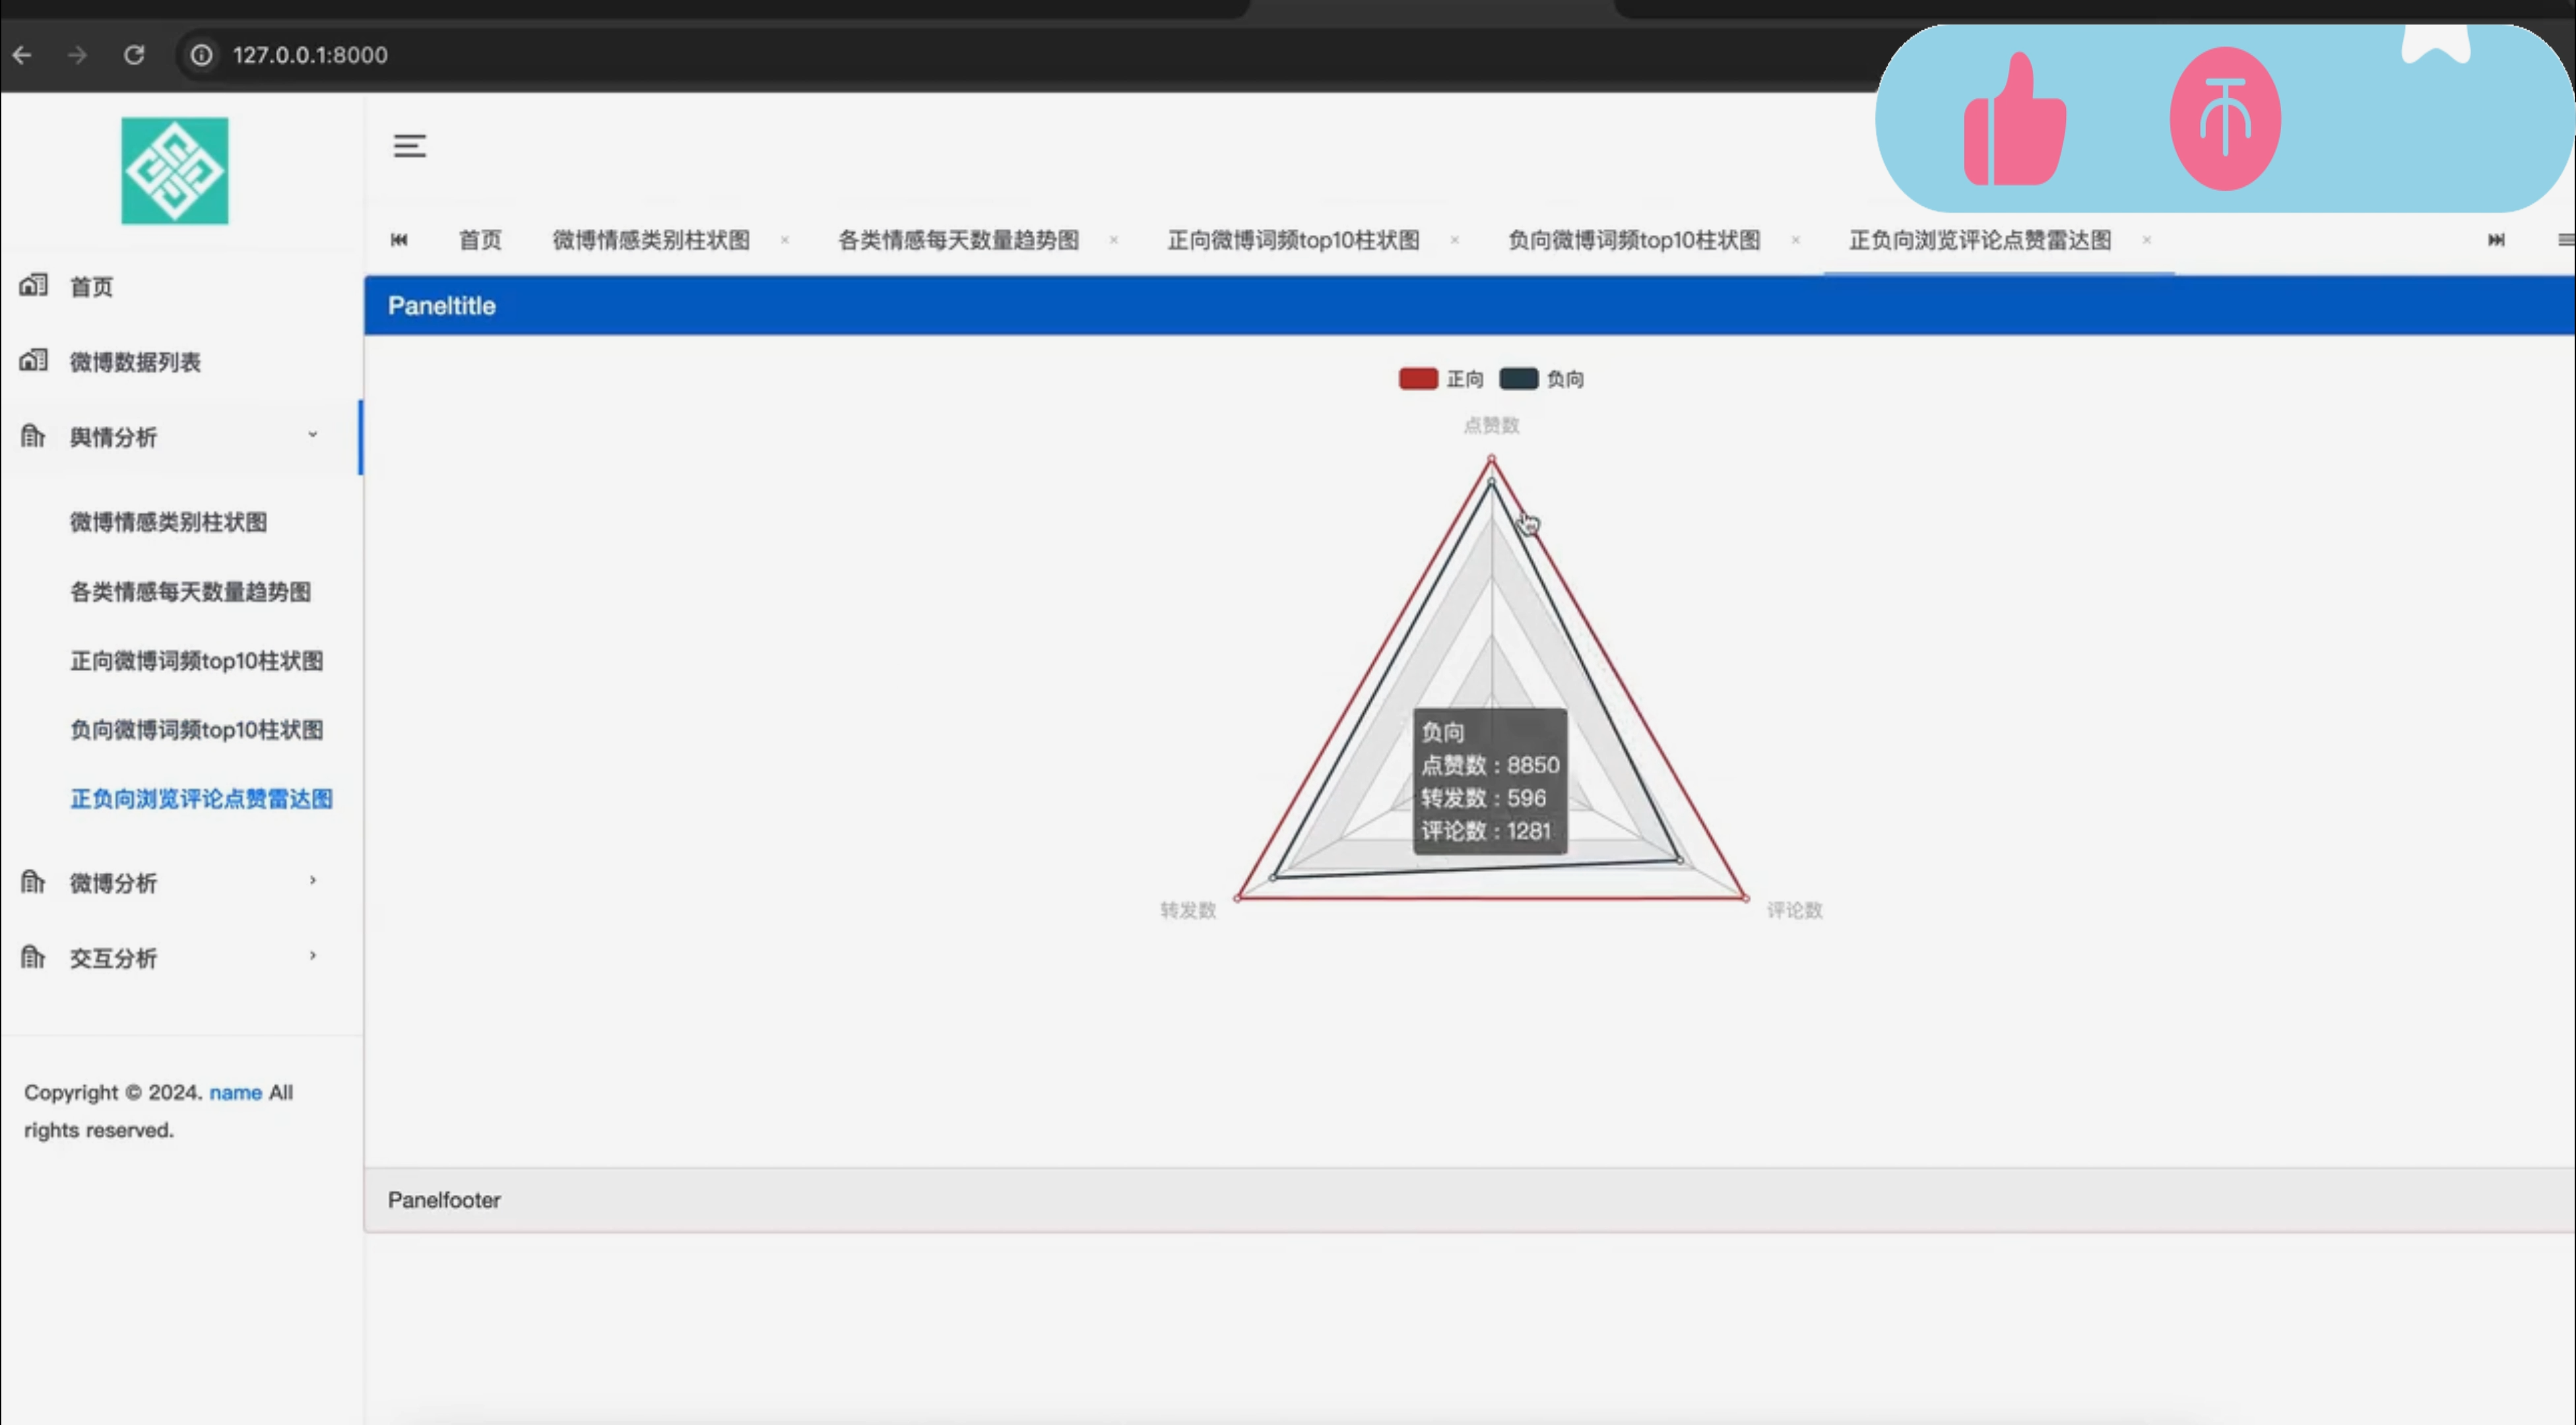 127.0.0.1:8000
首页
微博情感类别柱状图
各类情感每天数量趋势图
正向微博词频top10柱状图
负向微博词频top10柱状图
正负向浏览评论点赞雷达图
首页
微博数据列表
舆情分析
微博情感类别柱状图
各类情感每天数量趋势图
正向微博词频top10柱状图
负向微博词频top10柱状图
正负向浏览评论点赞雷达图
微博分析
交互分析
Copyright © 2024. name All
rights reserved.
Paneltitle
正向 负向
点赞数
负向
点赞数：8850
转发数：596
评论数：1281
转发数
评论数
Panelfooter